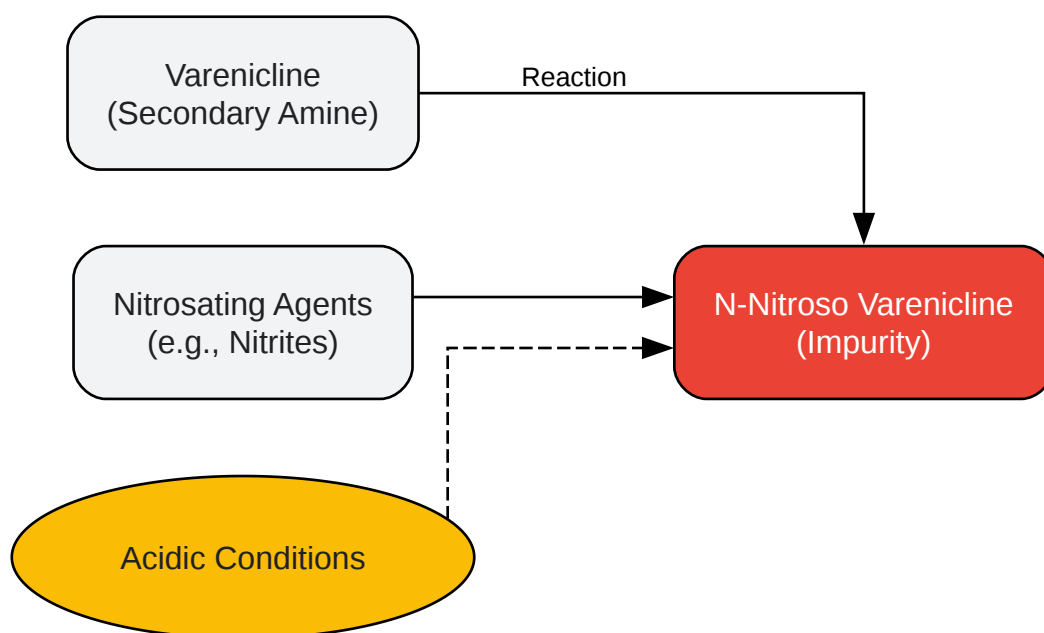 Varenicline
(Secondary Amine)
Reaction
Nitrosating Agents
(e.g., Nitrites)
N-Nitroso Varenicline
(Impurity)
Acidic Conditions